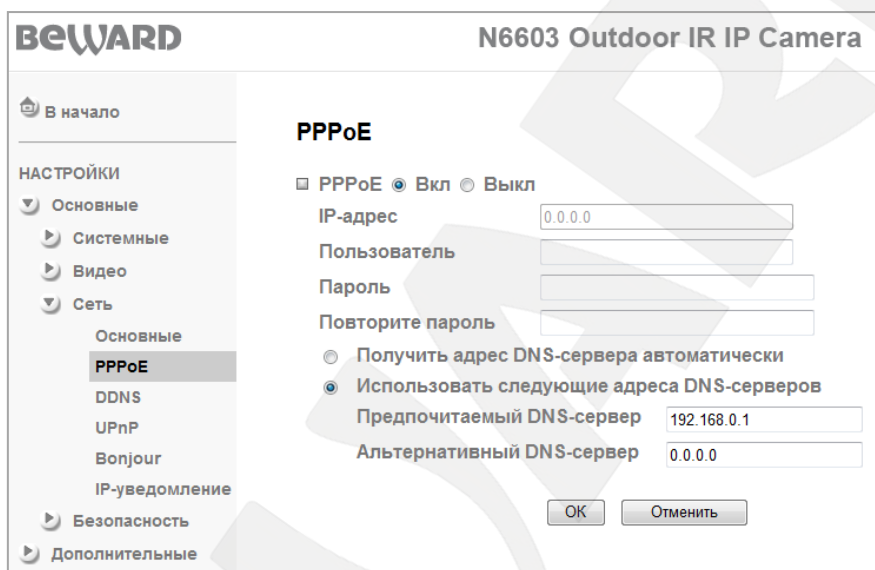 BEWARD
N6603 Outdoor IR IP Camera
В начало
НАСТРОЙКИ
Основные
Системные
Видео
Сеть
Основные
PPPoE
DDNS
UPnP
Bonjour
IP-уведомление
Безопасность
Дополнительные
PPPoE
PPPoE Вкл Выкл
IP-адрес 0.0.0.0
Пользователь
Пароль
Повторите пароль
Получить адрес DNS-сервера автоматически
Использовать следующие адреса DNS-серверов
Предпочитаемый DNS-сервер 192.168.0.1
Альтернативный DNS-сервер 0.0.0.0
OK Отменить